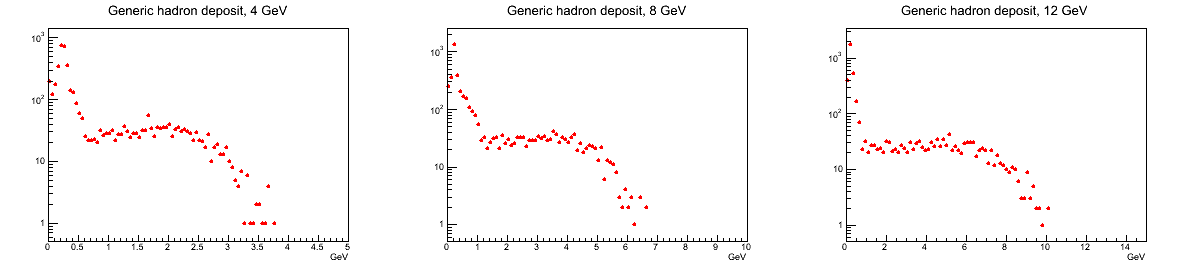 Generic hadron deposit, 4 GeV
10³
10²
10
1
0 0.5 1 1.5 2 2.5 3 3.5 4 4.5 5
GeV
Generic hadron deposit, 8 GeV
10³
10²
10
1
0 1 2 3 4 5 6 7 8 9 10
GeV
Generic hadron deposit, 12 GeV
10³
10²
10
1
0 2 4 6 8 10 12 14
GeV